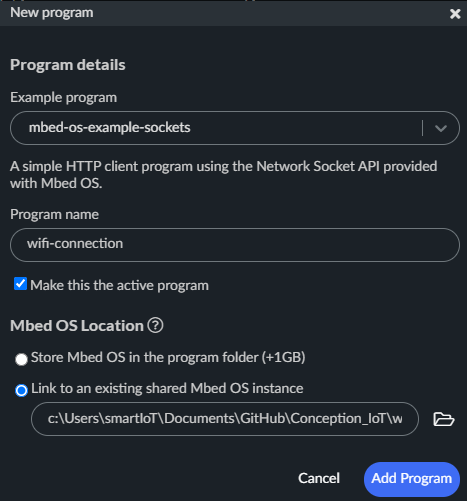 New program
Program details
Example program
mbed-os-example-sockets
A simple HTTP client program using the Network Socket API provided
with Mbed OS.
Program name
wifi-connection
Make this the active program
Mbed OS Location
Store Mbed OS in the program folder (+1GB)
Link to an existing shared Mbed OS instance
c:\Users\smartIoT\Documents\GitHub\Conception_IoT\w
Cancel Add Program